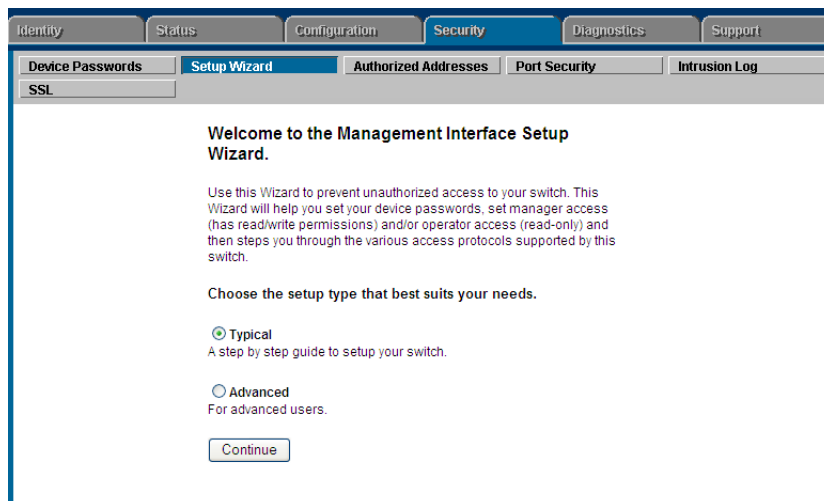 Identity Status Configuration Security Diagnostics Support
Device Passwords Setup Wizard Authorized Addresses Port Security Intrusion Log
SSL
Welcome to the Management Interface Setup
Wizard.
Use this Wizard to prevent unauthorized access to your switch. This
Wizard will help you set your device passwords, set manager access
(has read/write permissions) and/or operator access (read-only) and
then steps you through the various access protocols supported by this
switch.
Choose the setup type that best suits your needs.
Typical
A step by step guide to setup your switch.
Advanced
For advanced users.
Continue